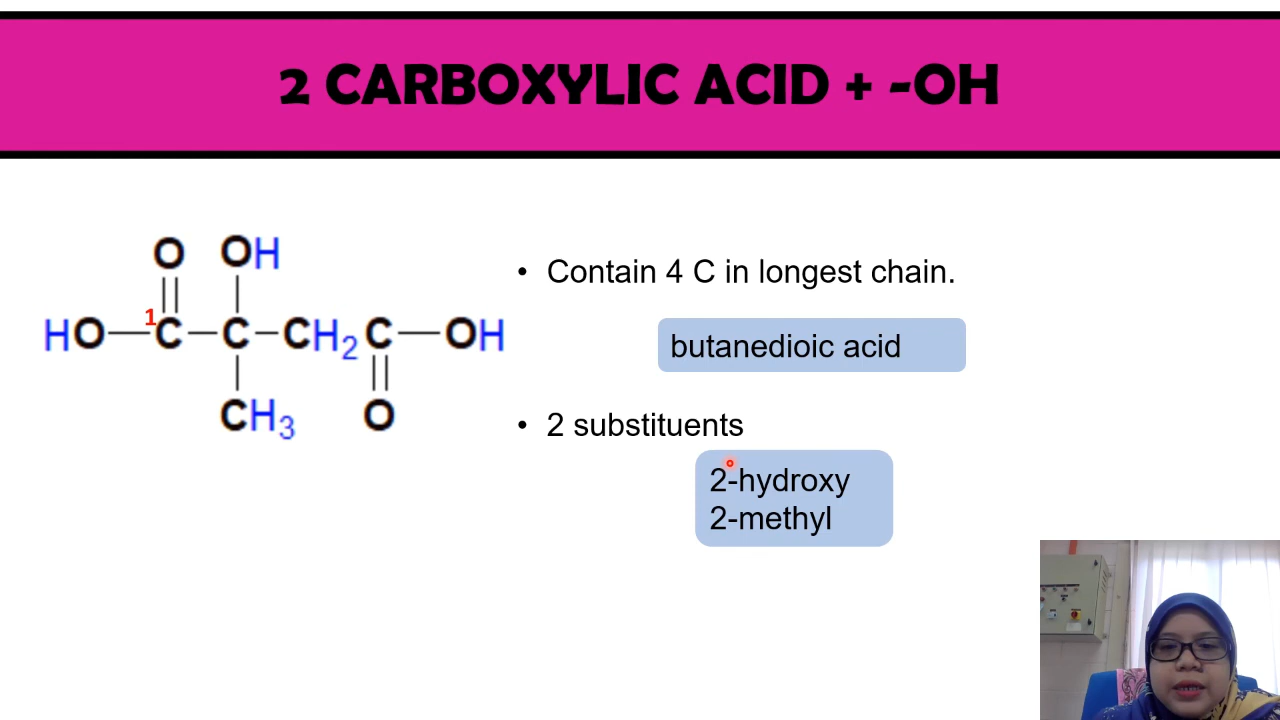 2 CARBOXYLIC ACID + -OH
O OH
1
HO—C—C—CH2C—OH
CH3 O
• Contain 4 C in longest chain.
butanedioic acid
• 2 substituents
2-hydroxy
2-methyl